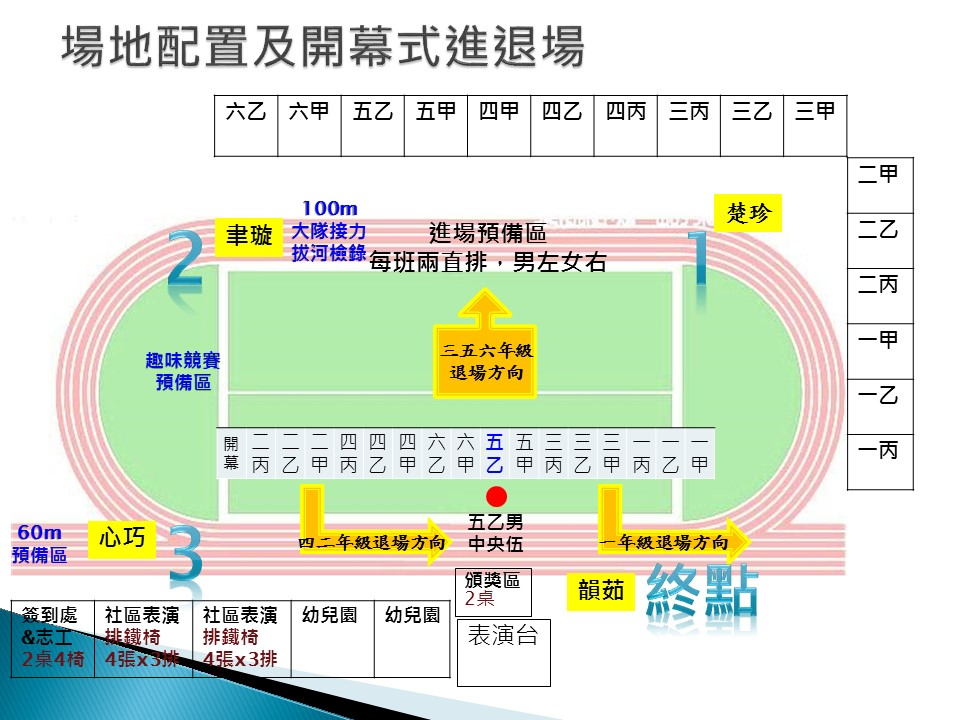 場地配置及開幕式進退場
六乙 六甲 五乙 五甲 四甲 四乙 四丙 三丙 三乙 三甲
二甲
二乙
二丙
一甲
一乙
一丙
楚珍
1
聿璇
2
100m
大隊接力
拔河檢錄
進場預備區
每班兩直排，男左女右
三五六年級
退場方向
趣味競賽
預備區
開幕 二丙 二乙 二甲 四丙 四乙 四甲 六乙 六甲 五乙 五甲 三丙 三乙 三甲 一丙 一乙 一甲
四二年級退場方向
五乙男
中央伍
一年級退場方向
60m
預備區
心巧
3
頒獎區
2桌
韻茹
終點
表演台
簽到處
&志工
2桌4椅
社區表演
排鐵椅
4張x3排
社區表演
排鐵椅
4張x3排
幼兒園
幼兒園